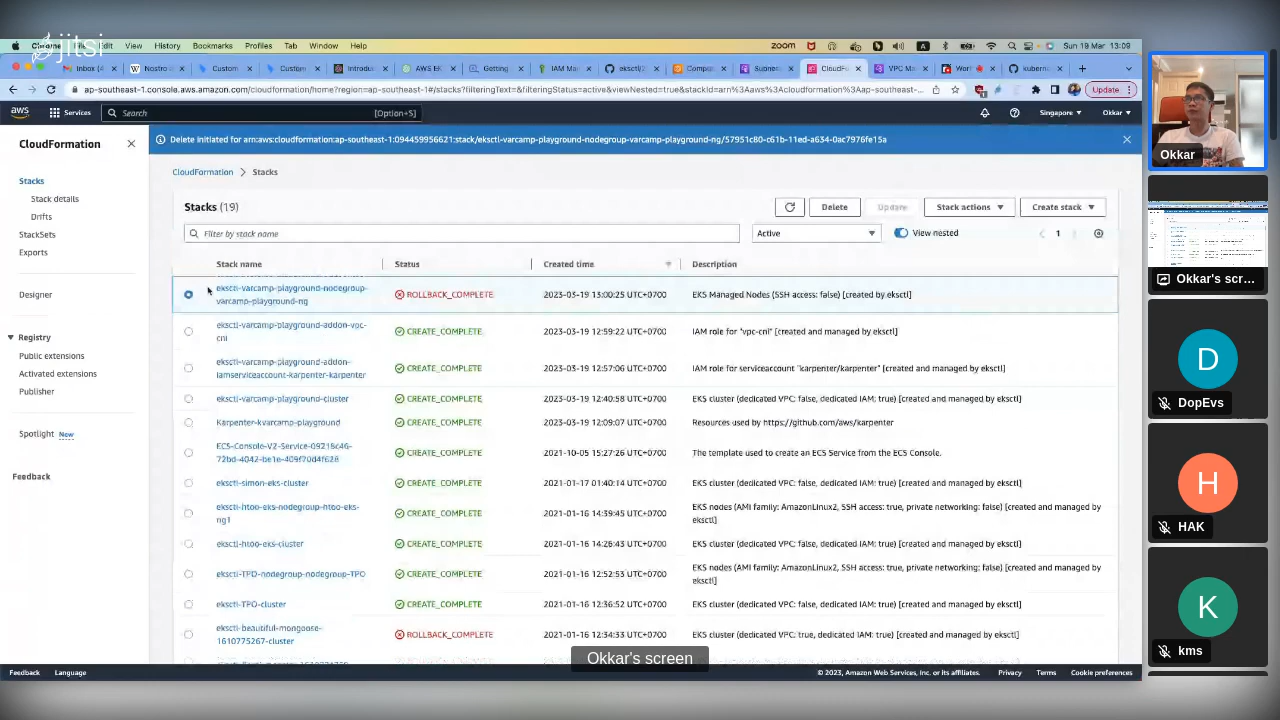 jitsi
Chrome Edit View History Bookmarks Profiles Tab Window Help
zoom
Sun 19 Mar 13:09
Inbox (4
Nostro
Custom
Custom
Introdu
AWS EK
Getting
IAM Ma
eksctl/
Compa
Subnets
CloudFo
VPC M
Work
kuberne
ap-southeast-1.console.aws.amazon.com/cloudformation/home?region=ap-southeast-1#/stacks?filteringText=&filteringStatus=active&viewNested=true&stackId=arn%3Aaws%3Acloudformation%3Aap-so
Update
aws
Services
Search
[Option+S]
Singapore
Okkar
CloudFormation
Delete initiated for arn:aws:cloudformation:ap-southeast-1:094459956621:stack/eksctl-varcamp-playground-nodegroup-varcamp-playground-ng/57951c80-c61b-11ed-a634-0ac7976fe15a
Stacks
Stack details
Drifts
StackSets
Exports
Designer
Registry
Public extensions
Activated extensions
Publisher
Spotlight New
Feedback
CloudFormation > Stacks
Stacks (19)
Delete
Update
Stack actions
Create stack
Filter by stack name
Active
View nested
1
Stack name Status Created time Description
eksctl-varcamp-playground-nodegroup-
varcamp-playground-ng
ROLLBACK_COMPLETE
2023-03-19 13:00:25 UTC+0700
EKS Managed Nodes (SSH access: false) [created by eksctl]
eksctl-varcamp-playground-addon-vpc-
cni
CREATE_COMPLETE
2023-03-19 12:59:22 UTC+0700
IAM role for "vpc-cni" [created and managed by eksctl]
eksctl-varcamp-playground-addon-
iamserviceaccount-karpenter-karpenter
CREATE_COMPLETE
2023-03-19 12:57:06 UTC+0700
IAM role for serviceaccount "karpenter/karpenter" [created and managed by eksctl]
eksctl-varcamp-playground-cluster
CREATE_COMPLETE
2023-03-19 12:40:58 UTC+0700
EKS cluster (dedicated VPC: false, dedicated IAM: true) [created and managed by eksctl]
Karpenter-kvarcamp-playground
CREATE_COMPLETE
2023-03-19 12:09:07 UTC+0700
Resources used by https://github.com/aws/karpenter
ECS-Console-V2-Service-09218c46-
72bd-4042-be1e-409f70d4f628
CREATE_COMPLETE
2021-10-05 15:27:26 UTC+0700
The template used to create an ECS Service from the ECS Console.
eksctl-simon-eks-cluster
CREATE_COMPLETE
2021-01-17 01:40:14 UTC+0700
EKS cluster (dedicated VPC: false, dedicated IAM: true) [created and managed by eksctl]
eksctl-htoo-eks-nodegroup-htoo-eks-
ng1
CREATE_COMPLETE
2021-01-16 14:39:45 UTC+0700
EKS nodes (AMI family: AmazonLinux2, SSH access: true, private networking: false) [created and managed by
eksctl]
eksctl-htoo-eks-cluster
CREATE_COMPLETE
2021-01-16 14:26:43 UTC+0700
EKS cluster (dedicated VPC: false, dedicated IAM: true) [created and managed by eksctl]
eksctl-TPO-nodegroup-nodegroup-TPO
CREATE_COMPLETE
2021-01-16 12:52:53 UTC+0700
EKS nodes (AMI family: AmazonLinux2, SSH access: true, private networking: false) [created and managed by
eksctl]
eksctl-TPO-cluster
CREATE_COMPLETE
2021-01-16 12:36:52 UTC+0700
EKS cluster (dedicated VPC: false, dedicated IAM: true) [created and managed by eksctl]
eksctl-beautiful-mongoose-
1610775267-cluster
ROLLBACK_COMPLETE
2021-01-16 12:34:33 UTC+0700
EKS cluster (dedicated VPC: true, dedicated IAM: true) [created and managed by eksctl]
Okkar's screen
Feedback
Language
© 2023, Amazon Web Services, Inc. or its affiliates.
Privacy
Terms
Cookie preferences
Okkar
Okkar's scr...
D
DopEvs
H
HAK
K
kms